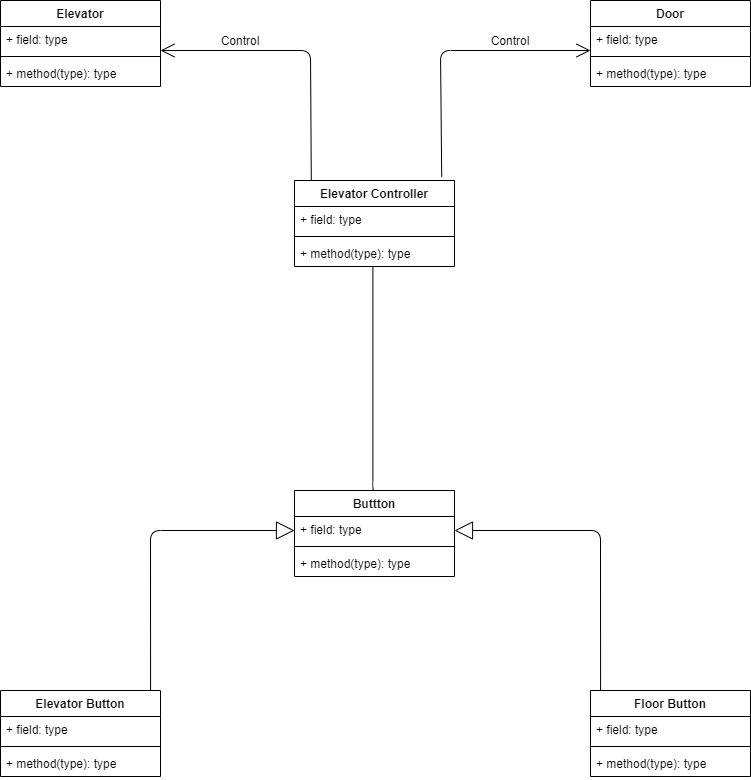 Elevator
+ field: type
+ method(type): type
Door
+ field: type
+ method(type): type
Control
Control
Elevator Controller
+ field: type
+ method(type): type
Buttton
+ field: type
+ method(type): type
Elevator Button
+ field: type
+ method(type): type
Floor Button
+ field: type
+ method(type): type